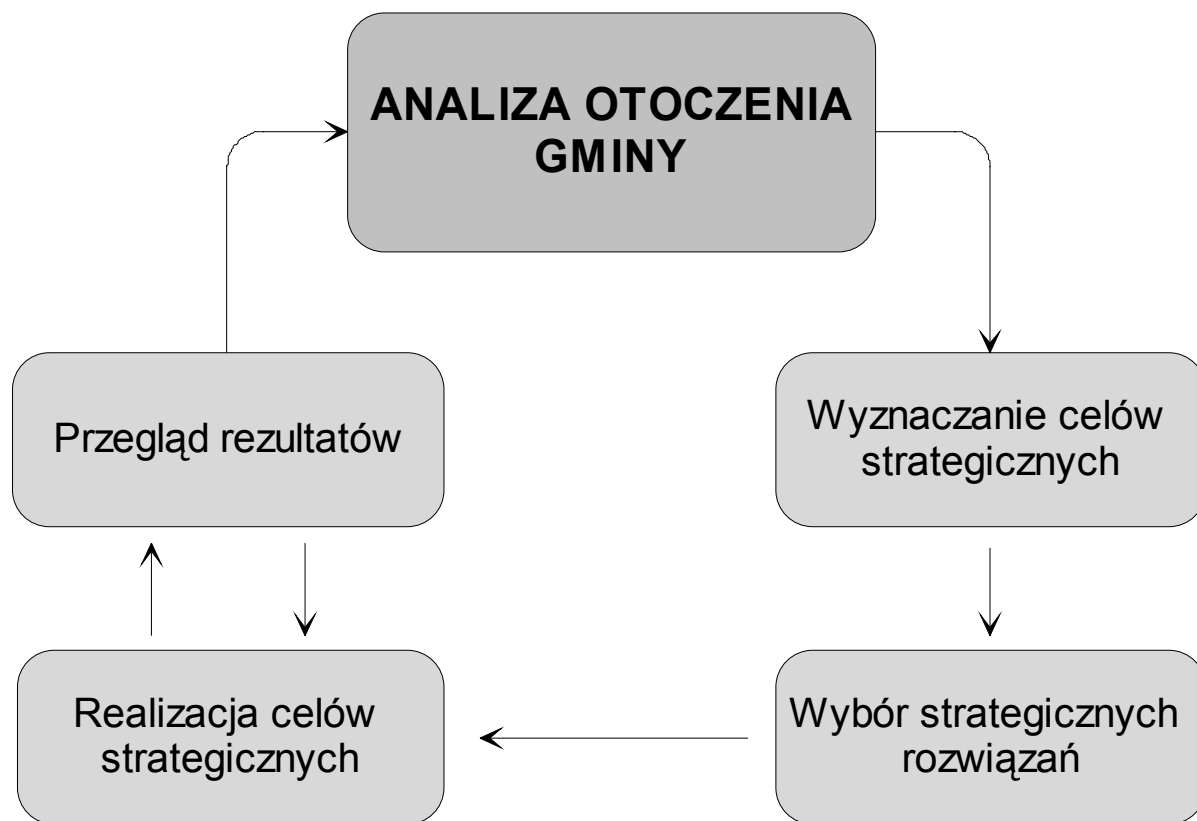 ANALIZA OTOCZENIA
GMINY
Przegląd rezultatów
Wyznaczanie celów
strategicznych
Realizacja celów
strategicznych
Wybór strategicznych
rozwiązań